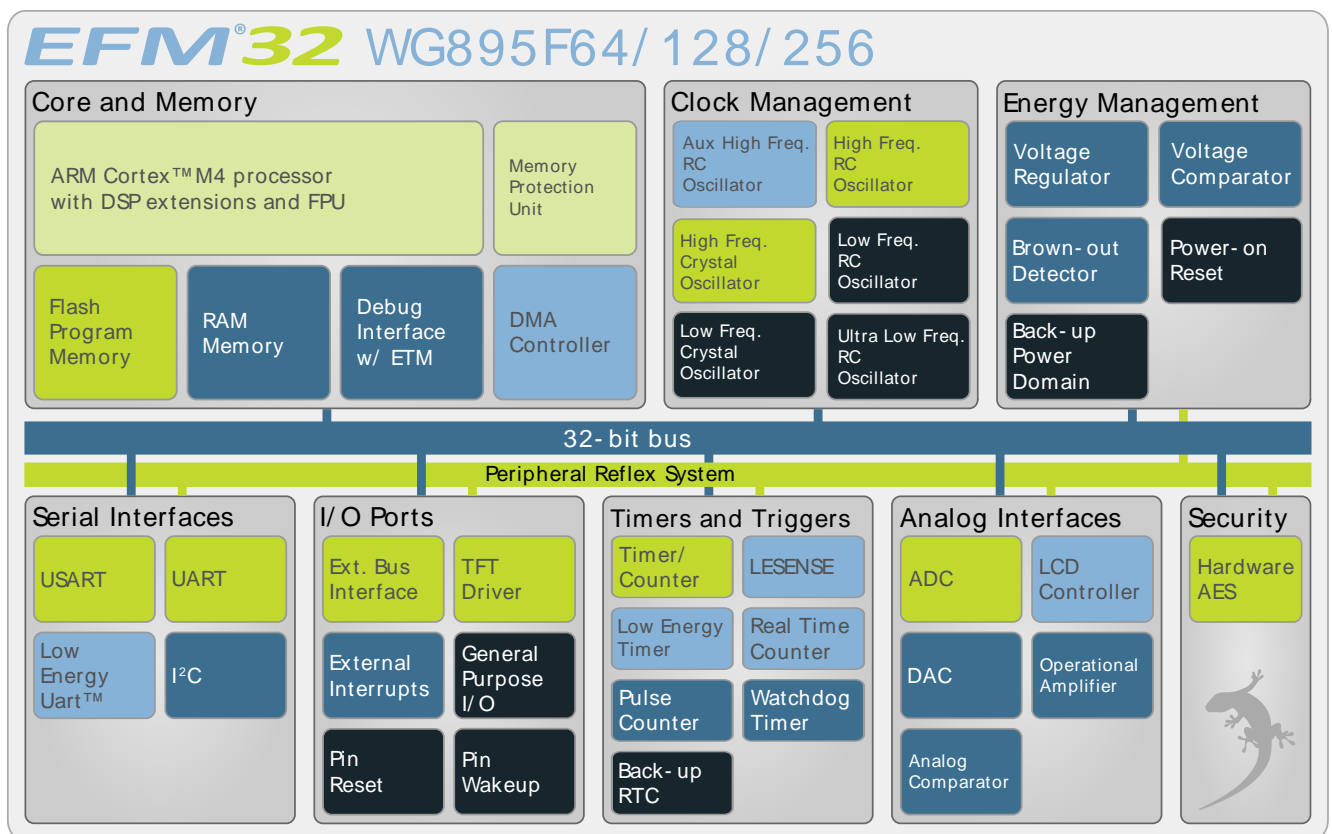 EFM®32 WG895F64/128/256
Core and Memory
ARM Cortex™ M4 processor
with DSP extensions and FPU
Memory
Protection
Unit
Flash
Program
Memory
RAM
Memory
Debug
Interface
w/ ETM
DMA
Controller
Clock Management
Aux High Freq.
RC
Oscillator
High Freq.
RC
Oscillator
High Freq.
Crystal
Oscillator
Low Freq.
RC
Oscillator
Low Freq.
Crystal
Oscillator
Ultra Low Freq.
RC
Oscillator
Energy Management
Voltage
Regulator
Voltage
Comparator
Brown-out
Detector
Power-on
Reset
Back-up
Power
Domain
32-bit bus
Peripheral Reflex System
Serial Interfaces
USART
UART
Low
Energy
Uart™
I²C
I/O Ports
Ext. Bus
Interface
TFT
Driver
External
Interrupts
General
Purpose
I/O
Pin
Reset
Pin
Wakeup
Timers and Triggers
Timer/
Counter
LESENSE
Low Energy
Timer
Real Time
Counter
Pulse
Counter
Watchdog
Timer
Back-up
RTC
Analog Interfaces
ADC
LCD
Controller
DAC
Operational
Amplifier
Analog
Comparator
Security
Hardware
AES